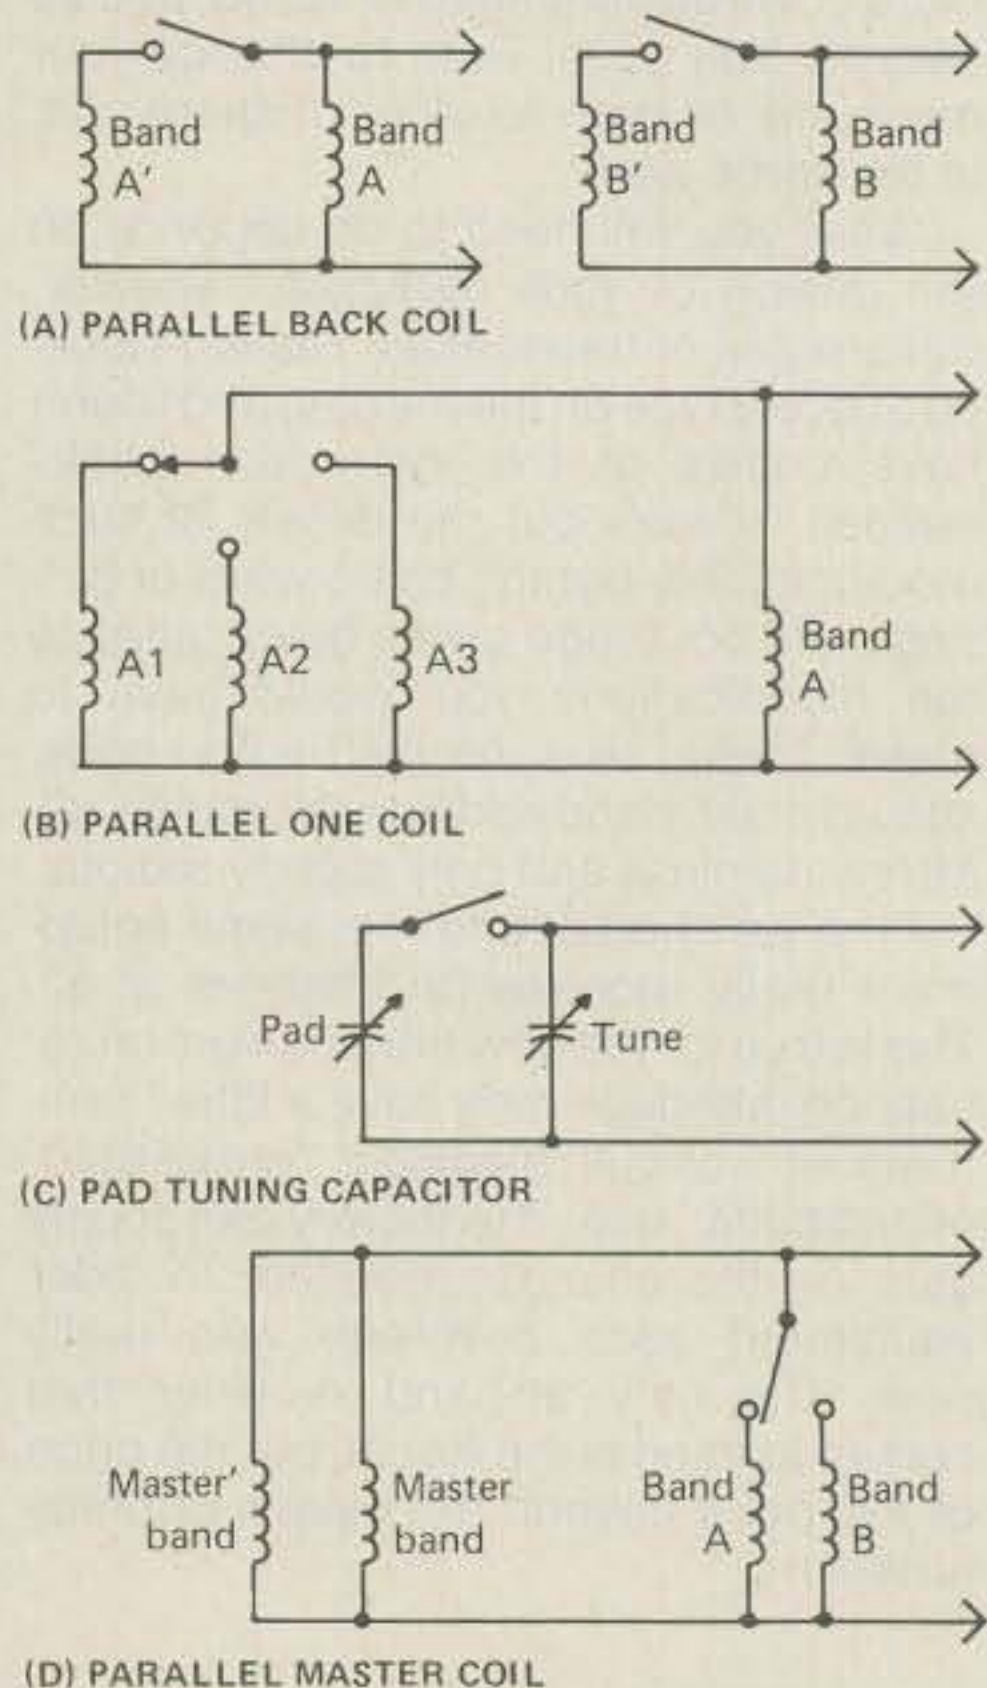 Band
A'
Band
A
Band
B'
Band
B
(A) PARALLEL BACK COIL
A1
A2
A3
Band
A
(B) PARALLEL ONE COIL
Pad
Tune
(C) PAD TUNING CAPACITOR
Master'
band
Master
band
Band
A
Band
B
(D) PARALLEL MASTER COIL